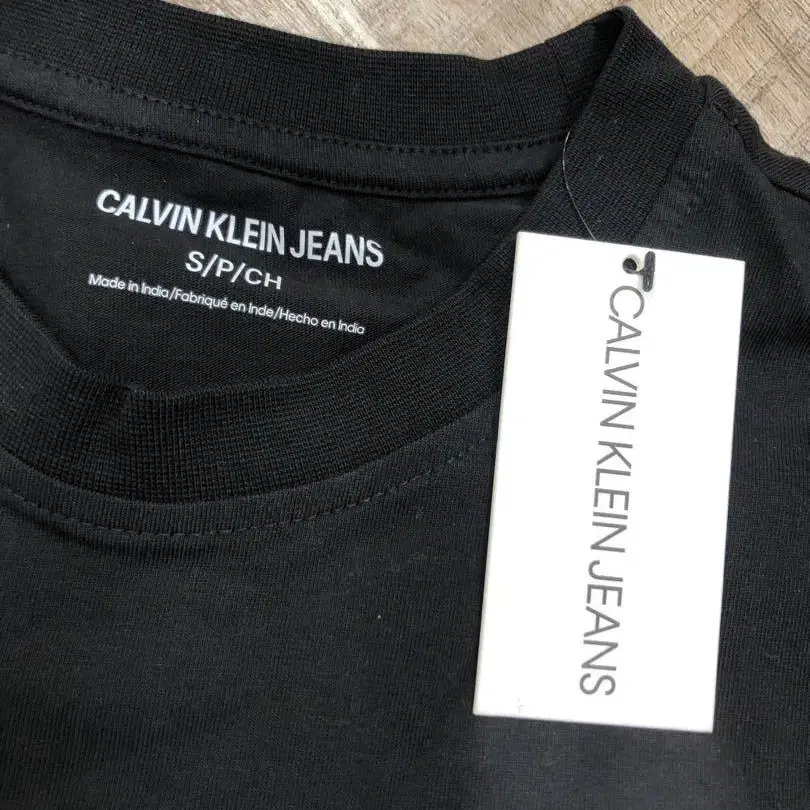 CALVIN KLEIN JEANS
S/P/CH
Made in India/Fabriqué en Inde/Hecho en India
CALVIN KLEIN JEANS